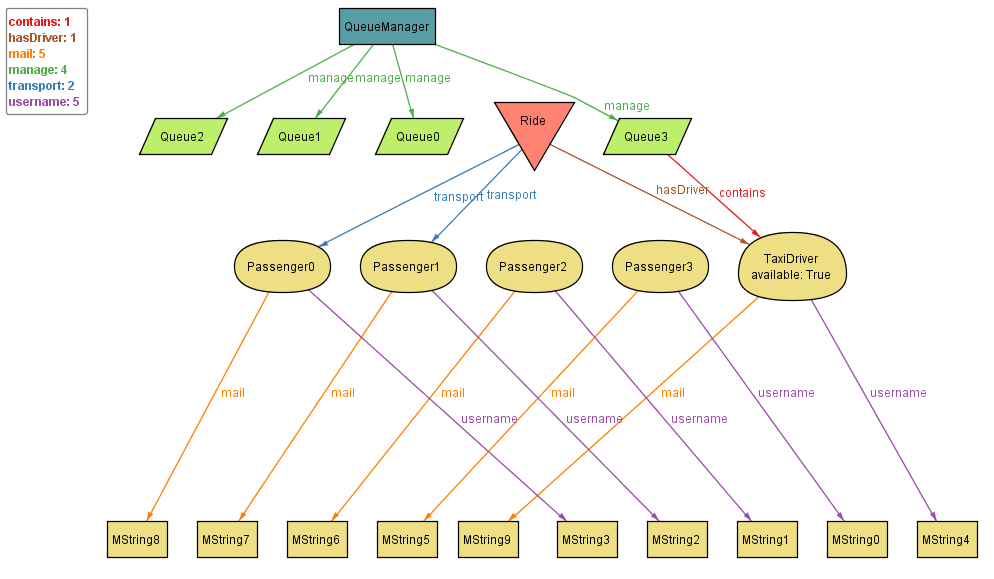 contains: 1
hasDriver: 1
mail: 5
manage: 4
transport: 2
username: 5
QueueManager
manage
manage
manage
manage
Queue2
Queue1
Queue0
Ride
Queue3
transport
transport
hasDriver
contains
Passenger0
Passenger1
Passenger2
Passenger3
TaxiDriver
available: True
mail
mail
mail
mail
mail
username
username
username
username
username
MString8
MString7
MString6
MString5
MString9
MString3
MString2
MString1
MString0
MString4